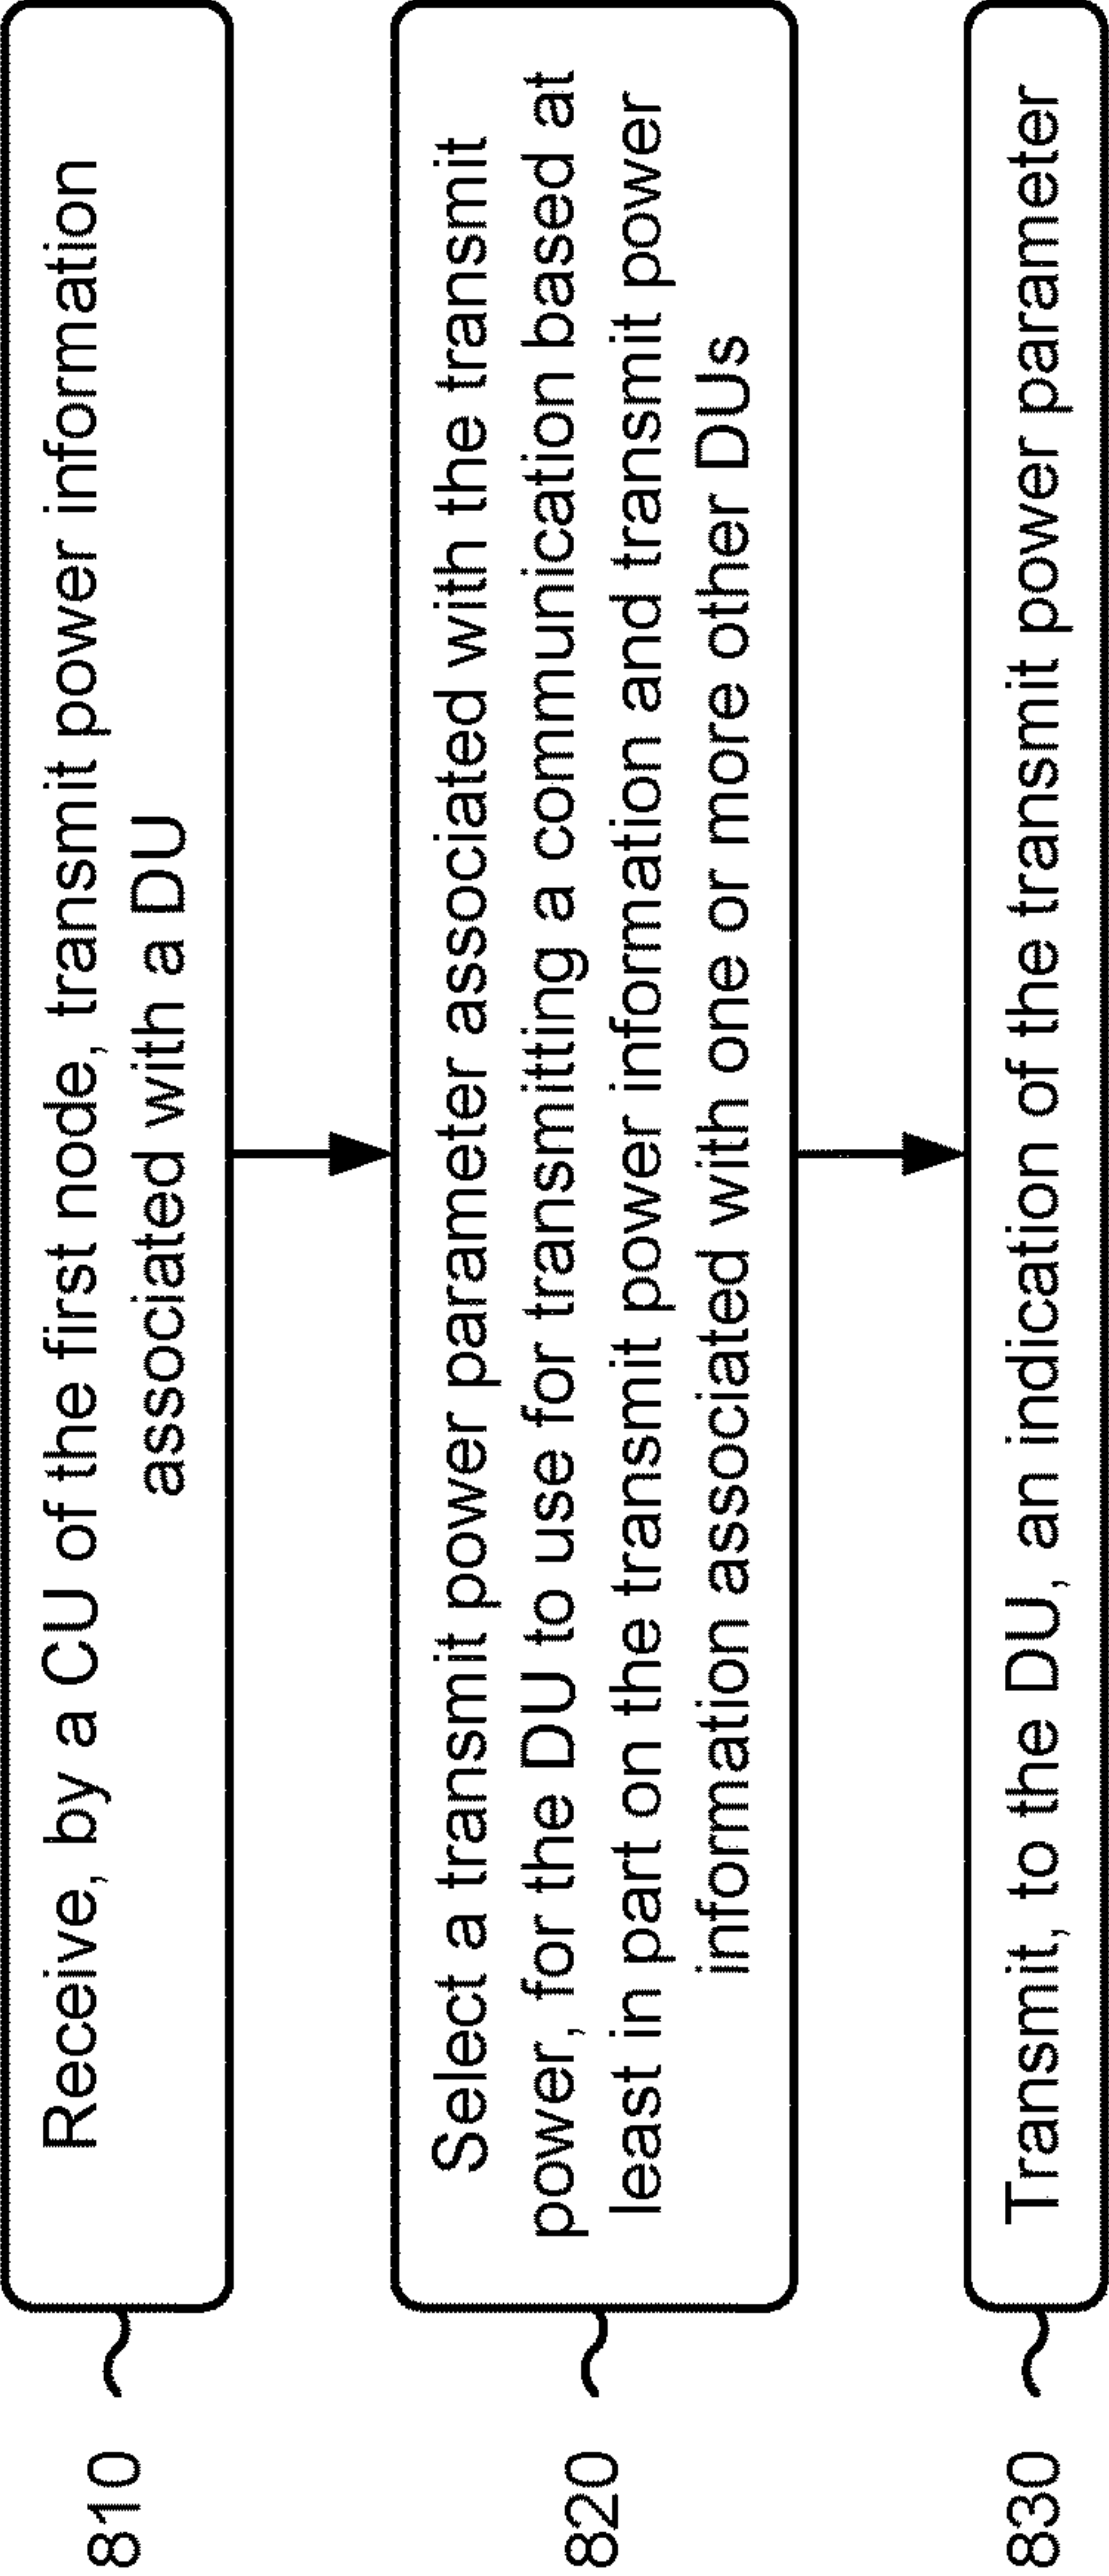 810
Receive, by a CU of the first node, transmit power information
associated with a DU
820
Select a transmit power parameter associated with the transmit
power, for the DU to use for transmitting a communication based at
least in part on the transmit power information and transmit power
information associated with one or more other DUs
830
Transmit, to the DU, an indication of the transmit power parameter